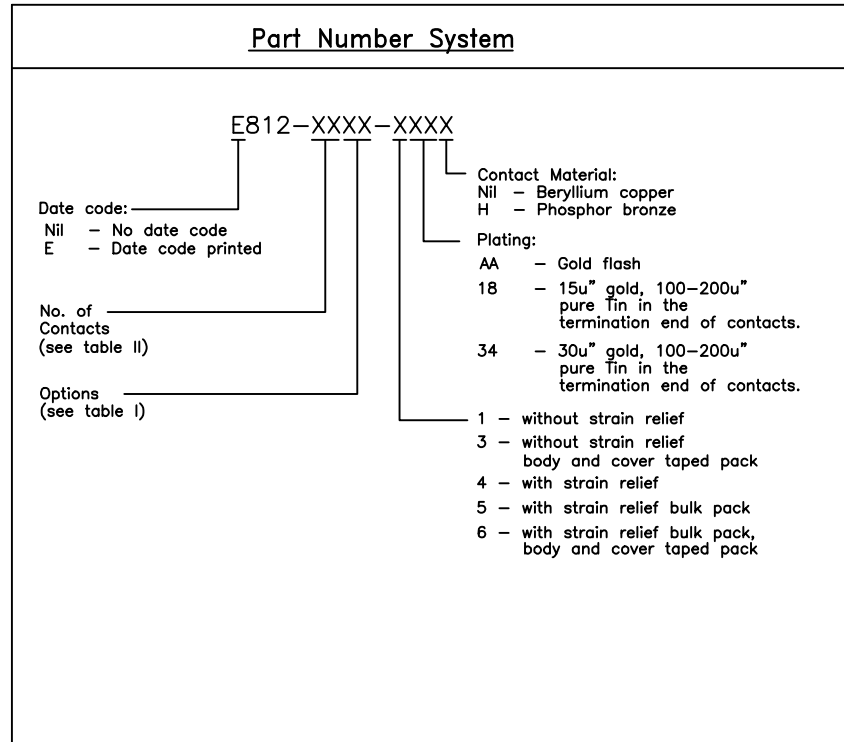 Part Number System
E812-XXXX-XXXX
Date code:
Nil – No date code
E – Date code printed
No. of
Contacts
(see table II)
Options
(see table I)
Contact Material:
Nil – Beryllium copper
H – Phosphor bronze
Plating:
AA – Gold flash
18 – 15u" gold, 100-200u"
pure Tin in the
termination end of contacts.
34 – 30u" gold, 100-200u"
pure Tin in the
termination end of contacts.
1 – without strain relief
3 – without strain relief
body and cover taped pack
4 – with strain relief
5 – with strain relief bulk pack
6 – with strain relief bulk pack,
body and cover taped pack